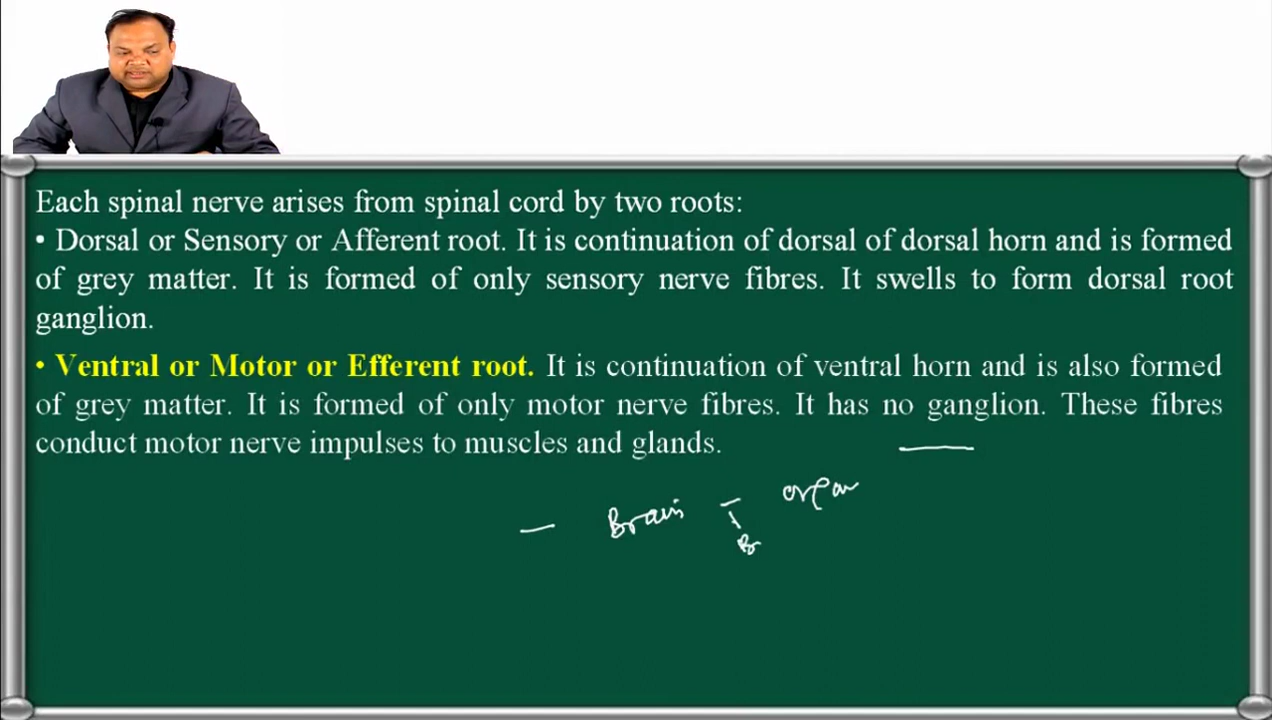 Each spinal nerve arises from spinal cord by two roots:
• Dorsal or Sensory or Afferent root. It is continuation of dorsal of dorsal horn and is formed
of grey matter. It is formed of only sensory nerve fibres. It swells to form dorsal root
ganglion.
• Ventral or Motor or Efferent root. It is continuation of ventral horn and is also formed
of grey matter. It is formed of only motor nerve fibres. It has no ganglion. These fibres
conduct motor nerve impulses to muscles and glands.
Brain